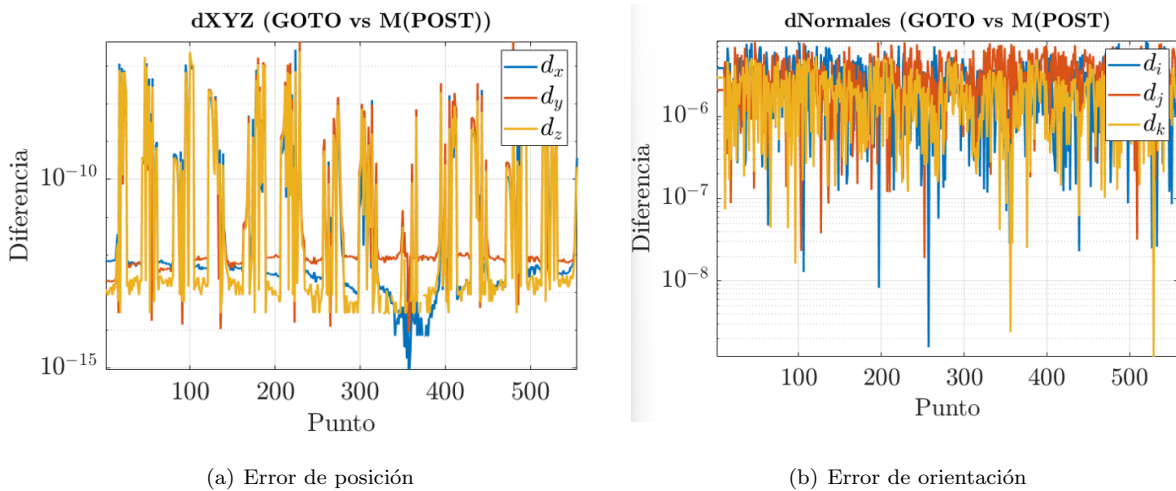 dXYZ (GOTO vs M(POST))
d_x
d_y
d_z
10^{-10}
10^{-15}
Diferencia
100 200 300 400 500
Punto
(a) Error de posición
dNormales (GOTO vs M(POST)
d_i
d_j
d_k
10^{-6}
10^{-7}
10^{-8}
Diferencia
100 200 300 400 500
Punto
(b) Error de orientación